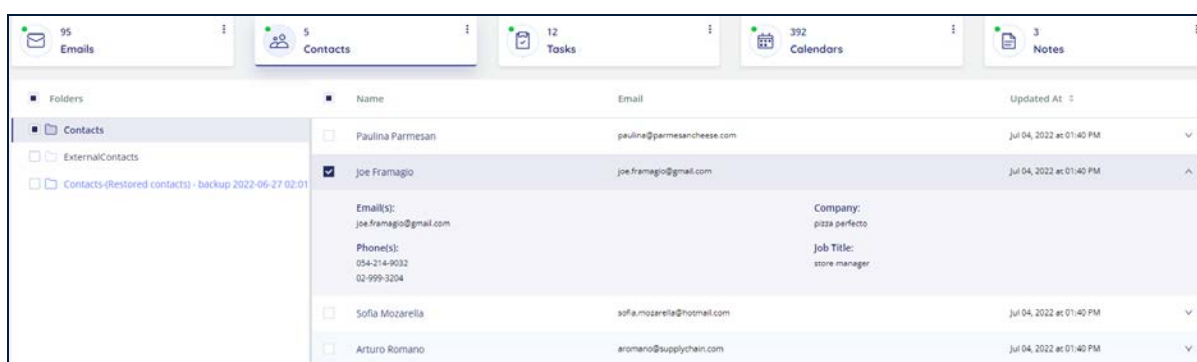 95
Emails
5
Contacts
12
Tasks
392
Calendars
3
Notes
Folders
Contacts
ExternalContacts
Contacts-(Restored contacts) - backup 2022-06-27 02:01
Name Email Updated At
Paulina Parmesan paulina@parmesancheese.com Jul 04, 2022 at 01:40 PM
Joe Framagio joe.framagio@gmail.com Jul 04, 2022 at 01:40 PM
Email(s): Company:
joe.framagio@gmail.com pizza perfecto
Phone(s): Job Title:
054-214-9032 store manager
02-999-3204
Sofia Mozarella sofia.mozarella@hotmail.com Jul 04, 2022 at 01:40 PM
Arturo Romano aromano@supplychain.com Jul 04, 2022 at 01:40 PM